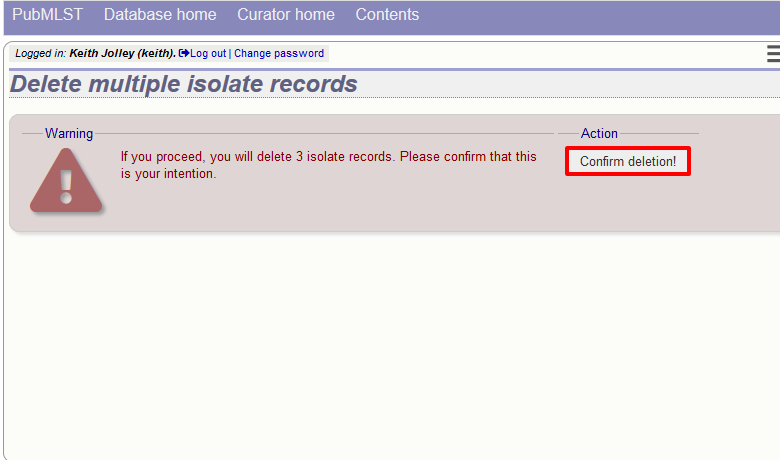 PubMLST Database home Curator home Contents
Logged in: Keith Jolley (keith). Log out | Change password
Delete multiple isolate records
Warning
If you proceed, you will delete 3 isolate records. Please confirm that this
is your intention.
Action
Confirm deletion!